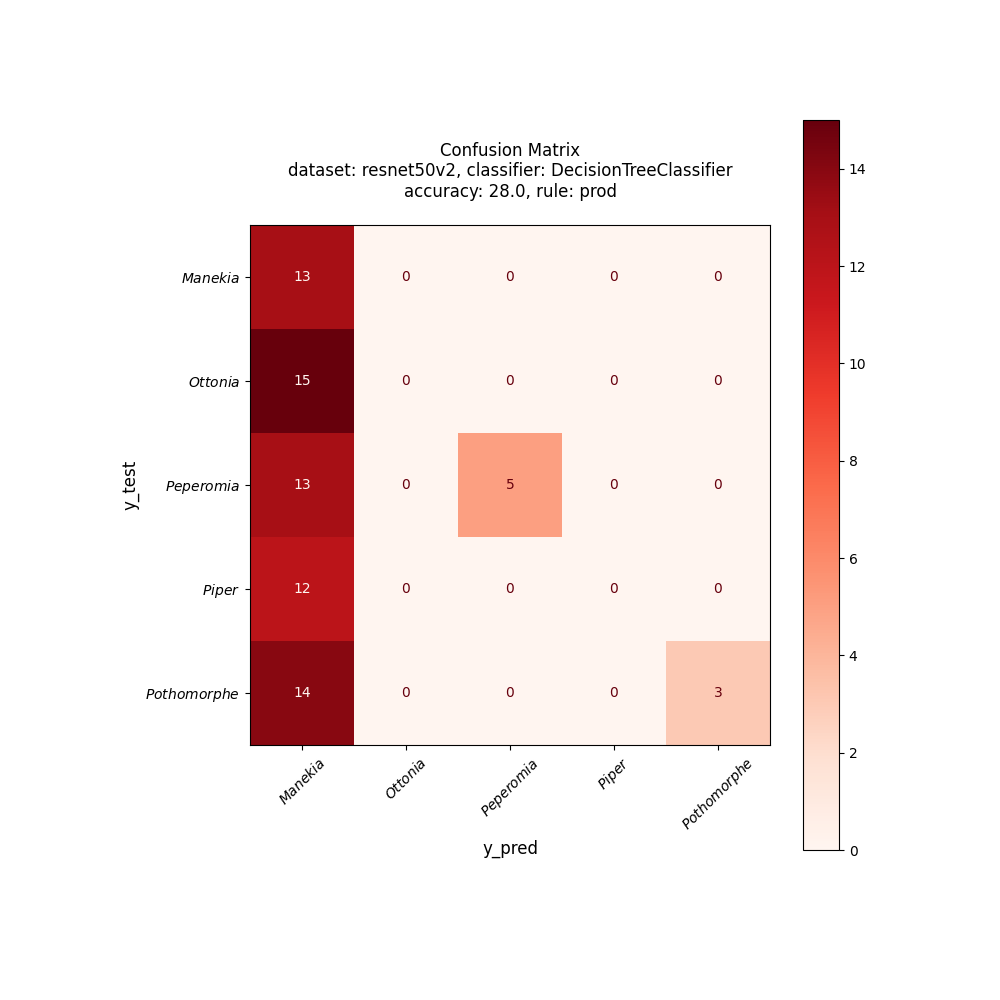 Confusion Matrix
dataset: resnet50v2, classifier: DecisionTreeClassifier
accuracy: 28.0, rule: prod
y_test
Manekia 13 0 0 0 0
Ottonia 15 0 0 0 0
Peperomia 13 0 5 0 0
Piper 12 0 0 0 0
Pothomorphe 14 0 0 0 3
Manekia Ottonia Peperomia Piper Pothomorphe
y_pred
14
12
10
8
6
4
2
0